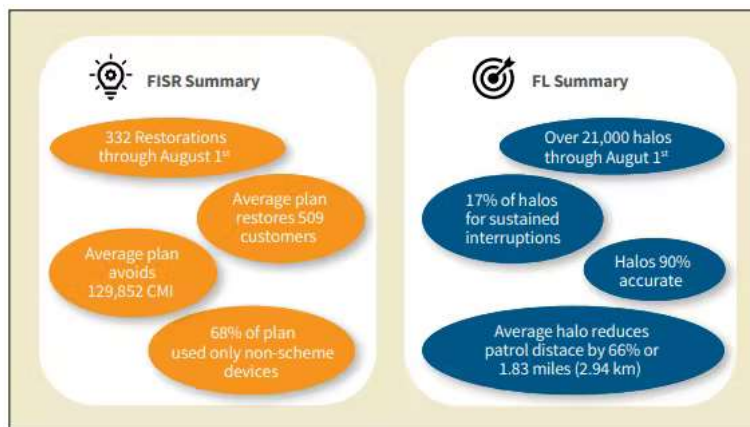 FISR Summary
332 Restorations
through August 1st
Average plan
restores 509
customers
Average plan
avoids
129,852 CMI
68% of plan
used only non-scheme
devices
FL Summary
Over 21,000 halos
through Augut 1st
17% of halos
for sustained
interruptions
Halos 90%
accurate
Average halo reduces
patrol distace by 66% or
1.83 miles (2.94 km)